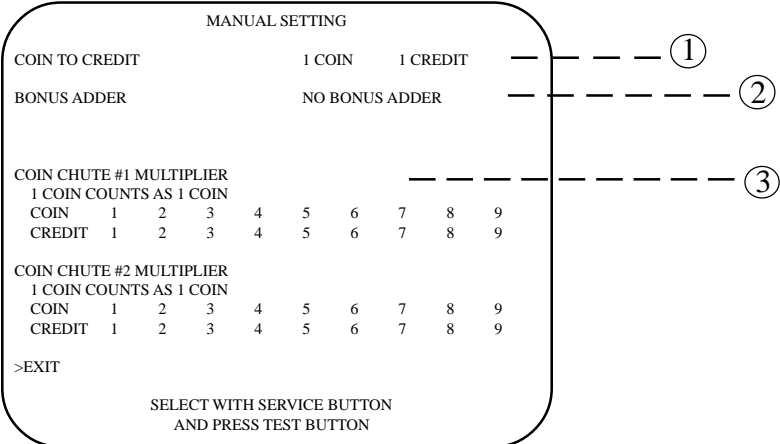 MANUAL SETTING
COIN TO CREDIT 1 COIN 1 CREDIT ①
BONUS ADDER NO BONUS ADDER ②
COIN CHUTE #1 MULTIPLIER ③
1 COIN COUNTS AS 1 COIN
COIN 1 2 3 4 5 6 7 8 9
CREDIT 1 2 3 4 5 6 7 8 9
COIN CHUTE #2 MULTIPLIER
1 COIN COUNTS AS 1 COIN
COIN 1 2 3 4 5 6 7 8 9
CREDIT 1 2 3 4 5 6 7 8 9
>EXIT
SELECT WITH SERVICE BUTTON
AND PRESS TEST BUTTON